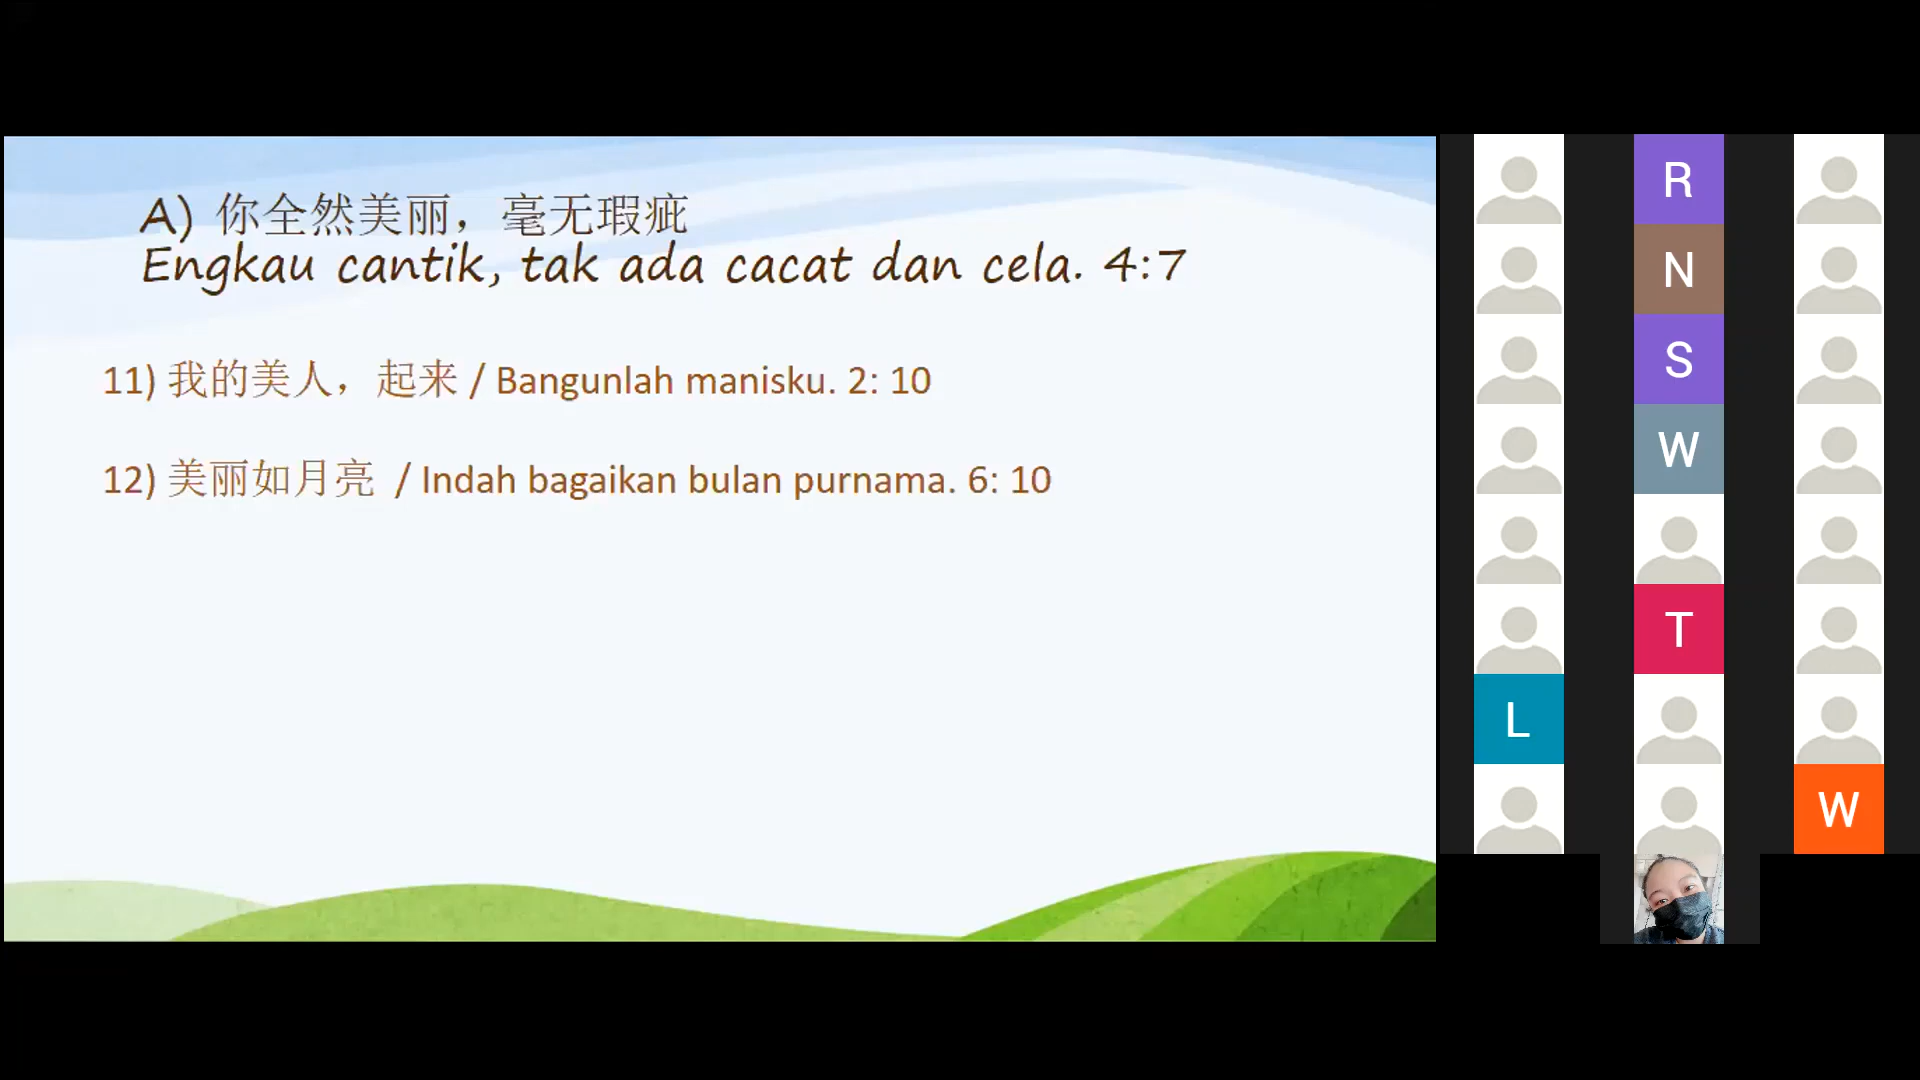 A) 你全然美丽，毫无瑕疵
Engkau cantik, tak ada cacat dan cela. 4:7
11) 我的美人，起来 / Bangunlah manisku. 2: 10
12) 美丽如月亮 / Indah bagaikan bulan purnama. 6: 10
R
N
S
W
T
L
W